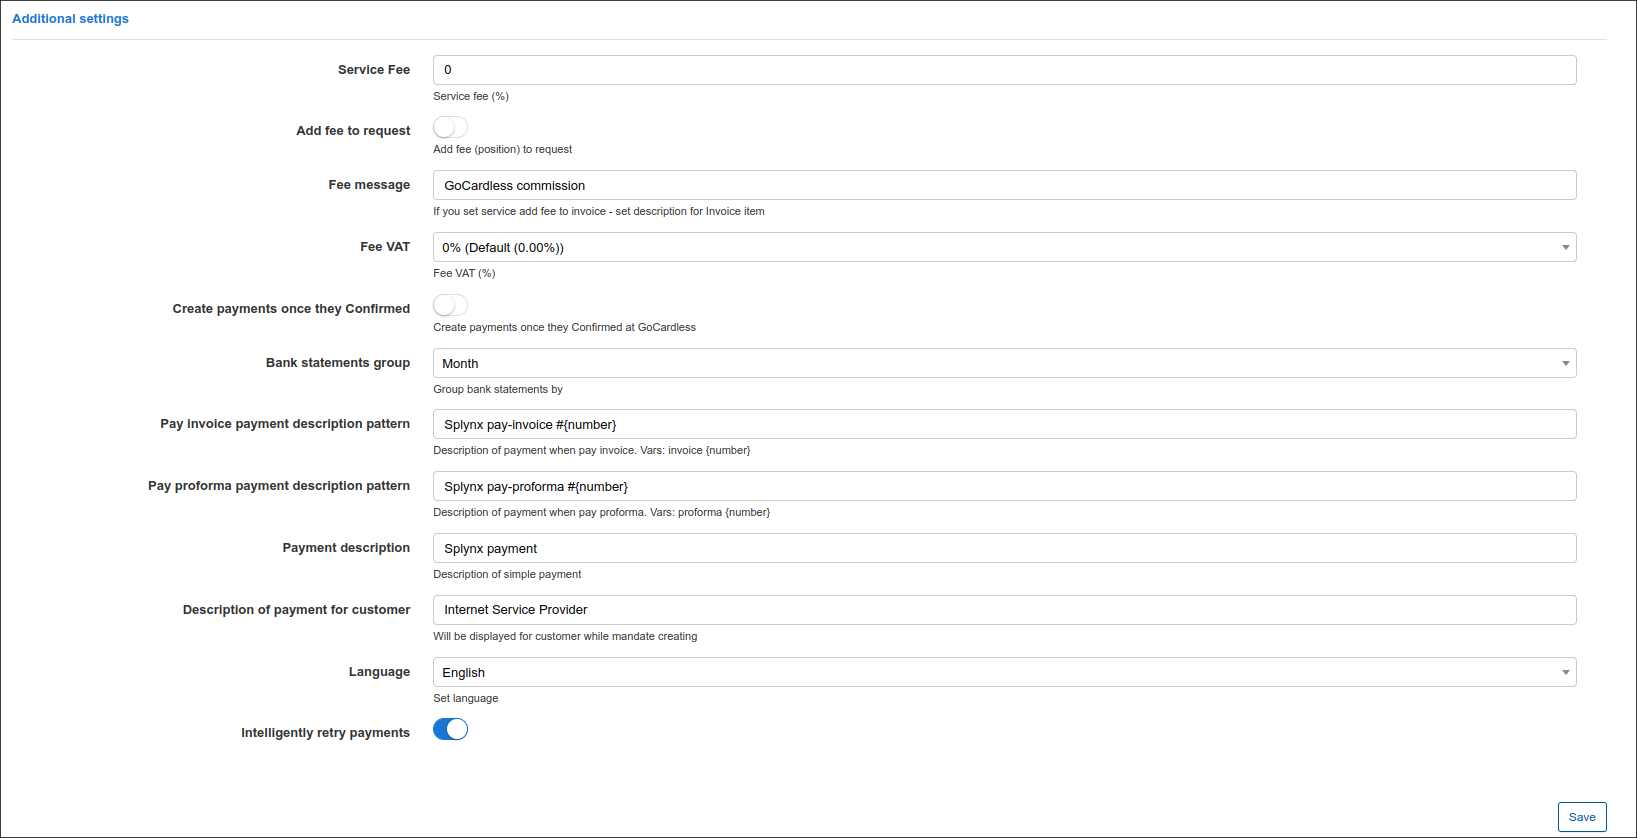 Additional settings
Service Fee
0
Service fee (%)
Add fee to request
Add fee (position) to request
Fee message
GoCardless commission
If you set service add fee to invoice - set description for Invoice item
Fee VAT
0% (Default (0.00%))
Fee VAT (%)
Create payments once they Confirmed
Create payments once they Confirmed at GoCardless
Bank statements group
Month
Group bank statements by
Pay invoice payment description pattern
Splynx pay-invoice #{number}
Description of payment when pay invoice. Vars: invoice {number}
Pay proforma payment description pattern
Splynx pay-proforma #{number}
Description of payment when pay proforma. Vars: proforma {number}
Payment description
Splynx payment
Description of simple payment
Description of payment for customer
Internet Service Provider
Will be displayed for customer while mandate creating
Language
English
Set language
Intelligently retry payments
Save